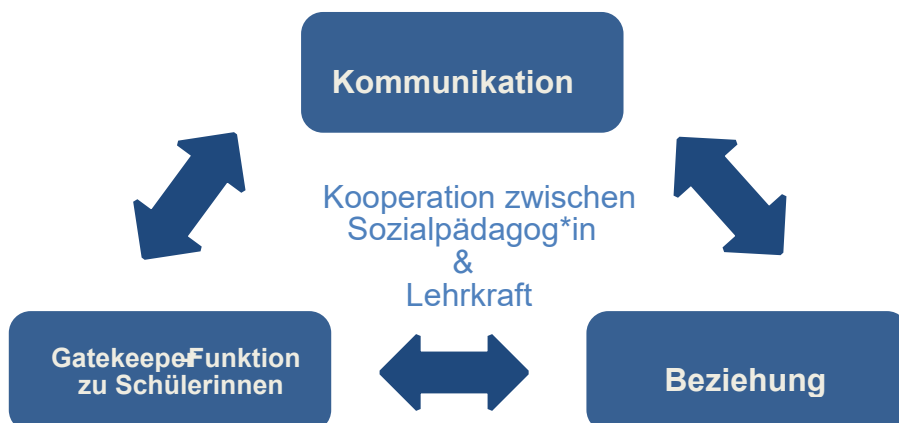 Kommunikation
Kooperation zwischen
Sozialpädagog*in
&
Lehrkraft
Gatekeeper-Funktion
zu Schülerinnen
Beziehung